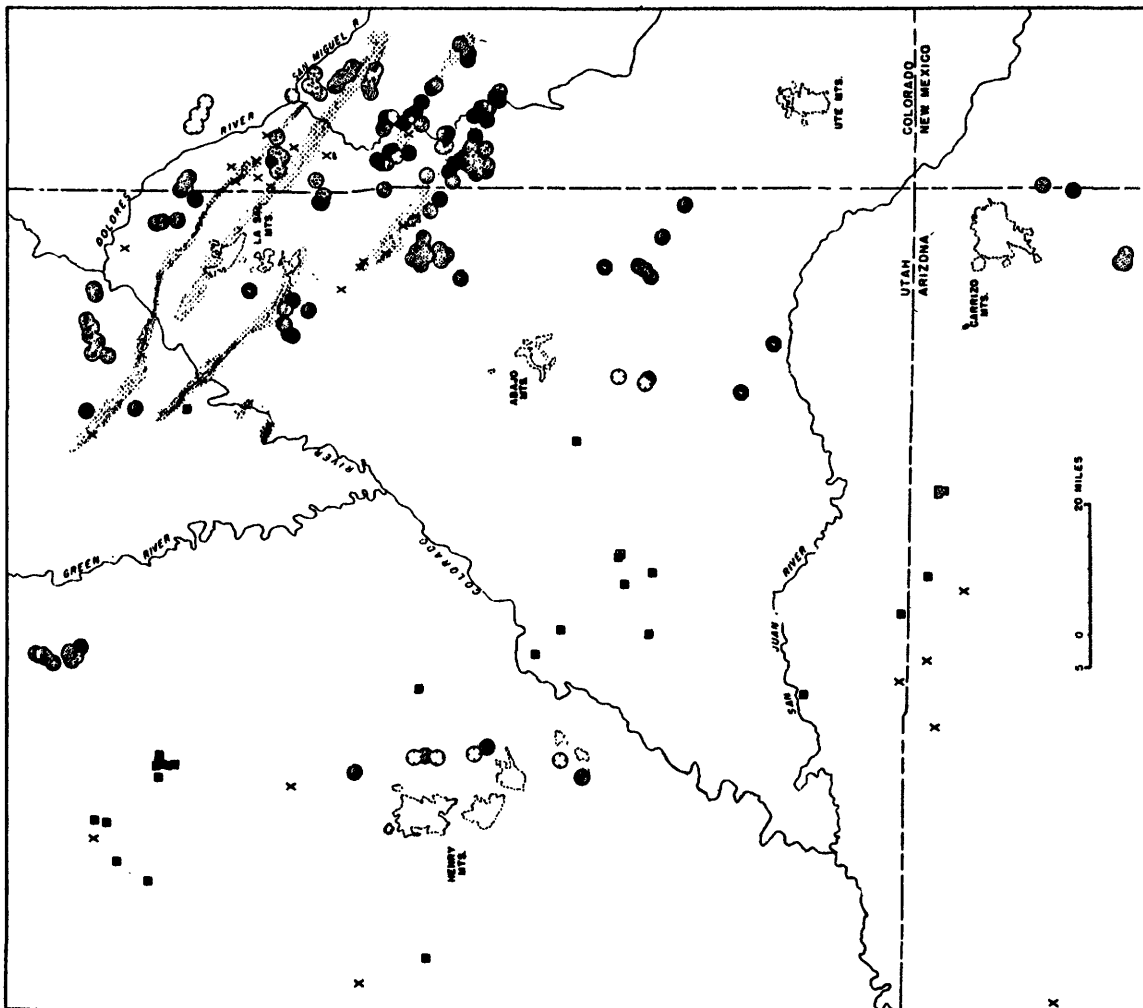 SAN MIGUEL R
RIVER
DOLORES
LA SAL
MTS.
UTE MTS.
COLORADO
NEW MEXICO
UTAH
ARIZONA
CARRIZO
MTS.
ABAJO
MTS.
RIVER
COLORADO
GREEN RIVER
SAN JUAN RIVER
HENRY
MTS.
5 0 20 MILES